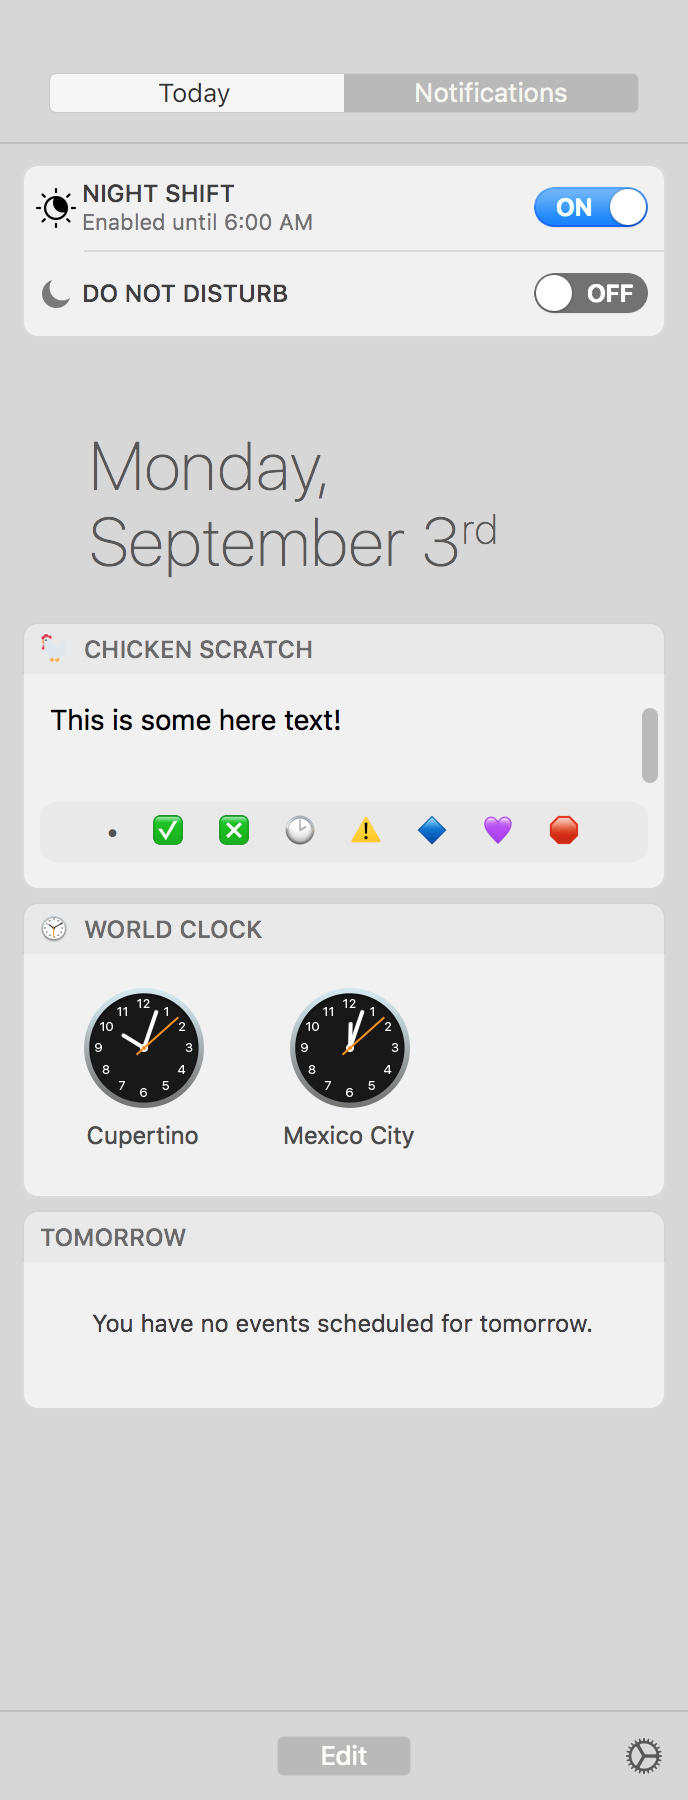 Today
Notifications
NIGHT SHIFT
Enabled until 6:00 AM
ON
DO NOT DISTURB
OFF
Monday,
September 3rd
CHICKEN SCRATCH
This is some here text!
WORLD CLOCK
12
1
2
3
4
5
6
7
8
9
10
11
12
1
2
3
4
5
6
7
8
9
10
11
Cupertino
Mexico City
TOMORROW
You have no events scheduled for tomorrow.
Edit